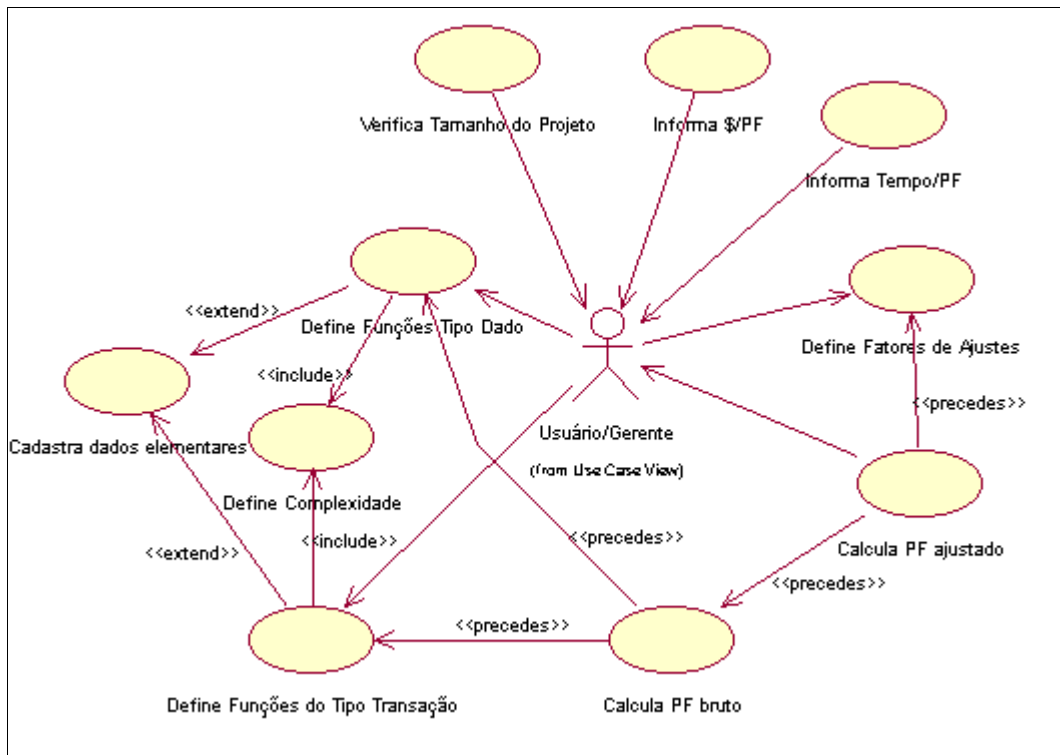 Verifica Tamanho do Projeto
Informa $/PF
Informa Tempo/PF
<<extend>>
Define Funções Tipo Dado
Define Fatores de Ajustes
<<include>>
<<precedes>>
Cadastra dados elementares
Usuário/Gerente
(from Use Case View)
Define Complexidade
<<extend>>
<<include>>
<<precedes>>
Calcula PF ajustado
<<precedes>>
<<precedes>>
Define Funções do Tipo Transação
Calcula PF bruto